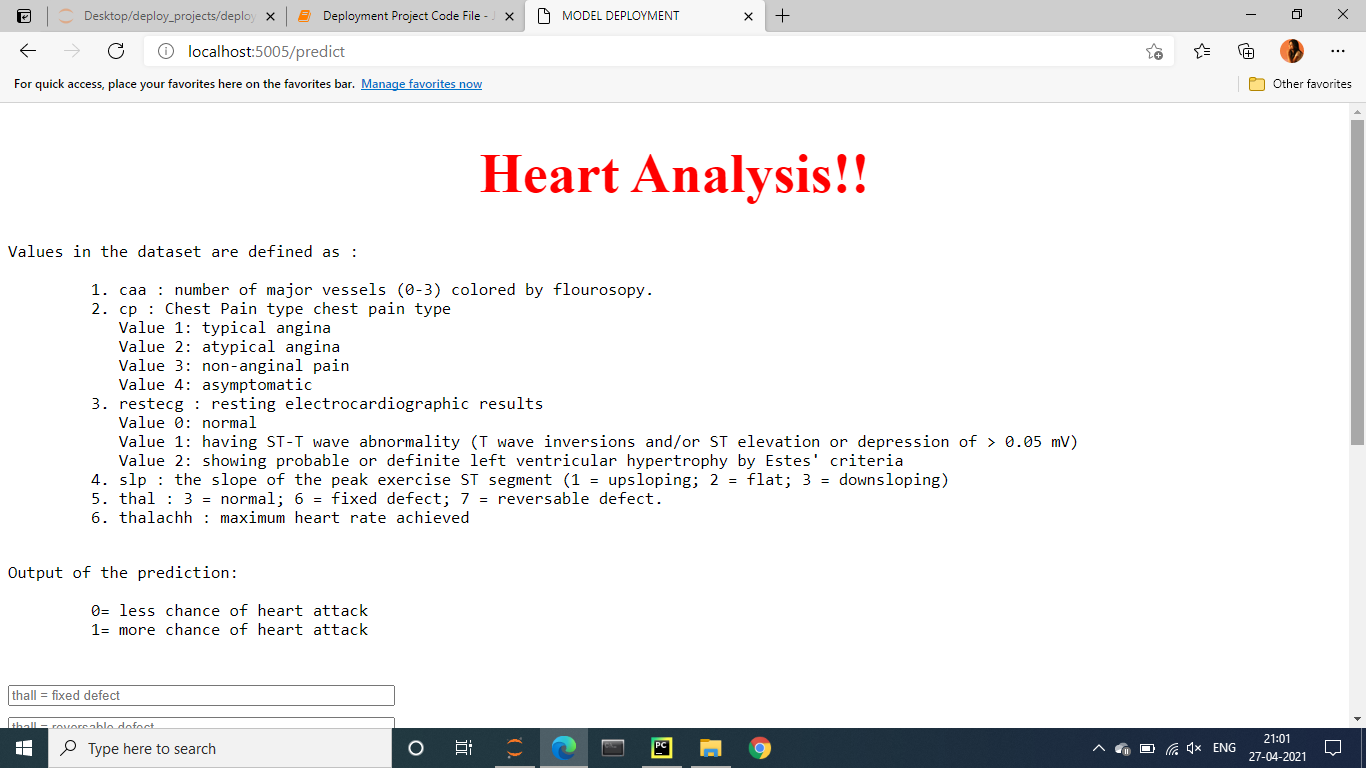 Desktop/deploy_projects/deploy
Deployment Project Code File - J
MODEL DEPLOYMENT
localhost:5005/predict
For quick access, place your favorites here on the favorites bar. Manage favorites now
Other favorites
Heart Analysis!!
Values in the dataset are defined as :
1. caa : number of major vessels (0-3) colored by flourosopy.
2. cp : Chest Pain type chest pain type
Value 1: typical angina
Value 2: atypical angina
Value 3: non-anginal pain
Value 4: asymptomatic
3. restecg : resting electrocardiographic results
Value 0: normal
Value 1: having ST-T wave abnormality (T wave inversions and/or ST elevation or depression of > 0.05 mV)
Value 2: showing probable or definite left ventricular hypertrophy by Estes' criteria
4. slp : the slope of the peak exercise ST segment (1 = upsloping; 2 = flat; 3 = downsloping)
5. thal : 3 = normal; 6 = fixed defect; 7 = reversable defect.
6. thalachh : maximum heart rate achieved
Output of the prediction:
0= less chance of heart attack
1= more chance of heart attack
thall = fixed defect
thall = reversable defect
Type here to search
PC
ENG
21:01
27-04-2021